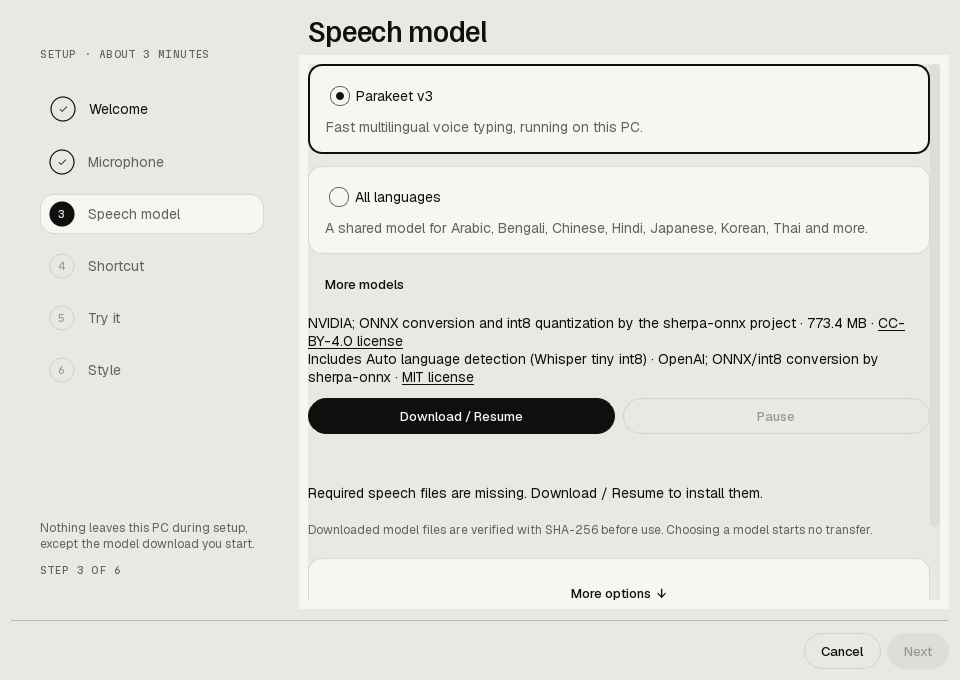 Speech model
SETUP · ABOUT 3 MINUTES
Welcome
Microphone
3 Speech model
4 Shortcut
5 Try it
6 Style
Nothing leaves this PC during setup,
except the model download you start.
STEP 3 OF 6
Parakeet v3
Fast multilingual voice typing, running on this PC.
All languages
A shared model for Arabic, Bengali, Chinese, Hindi, Japanese, Korean, Thai and more.
More models
NVIDIA; ONNX conversion and int8 quantization by the sherpa-onnx project · 773.4 MB · CC-
BY-4.0 license
Includes Auto language detection (Whisper tiny int8) · OpenAI; ONNX/int8 conversion by
sherpa-onnx · MIT license
Download / Resume
Pause
Required speech files are missing. Download / Resume to install them.
Downloaded model files are verified with SHA-256 before use. Choosing a model starts no transfer.
More options ↓
Cancel
Next